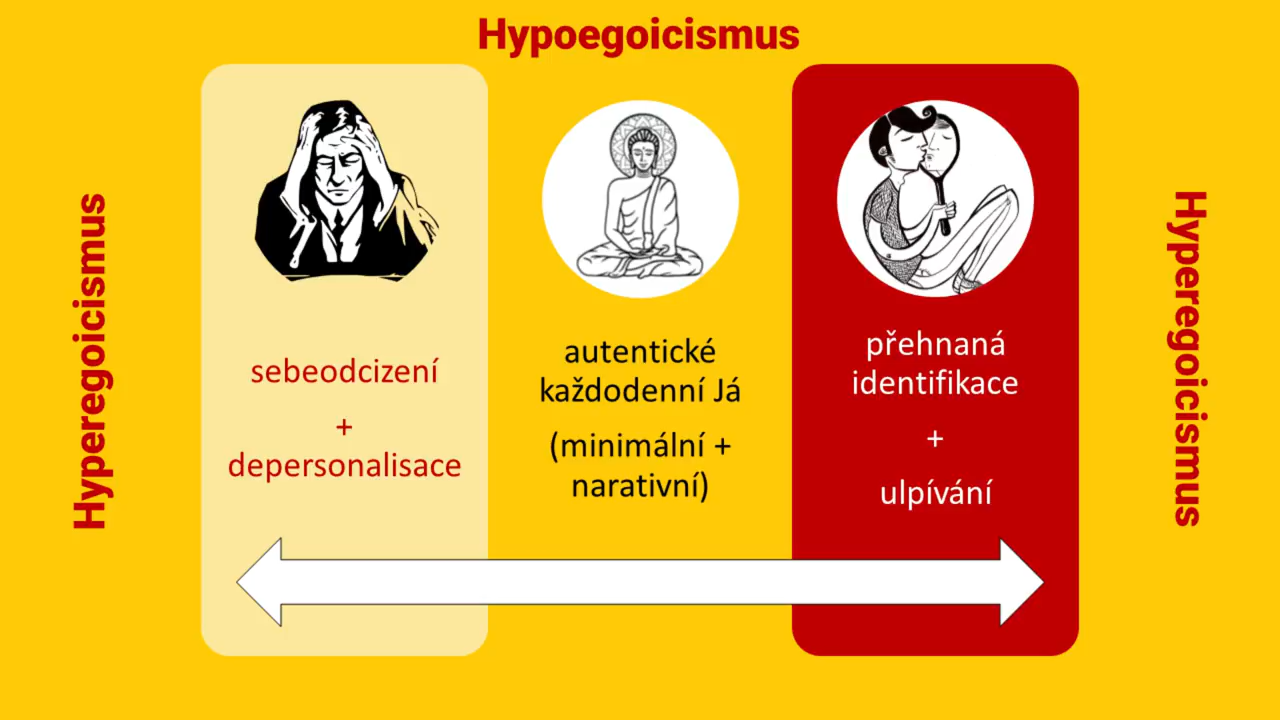 Hypoegoicismus
Hyperegoicismus
sebeodcizení
+
depersonalisace
autentické
každodenní Já
(minimální +
narativní)
přehnaná
identifikace
+
ulpívání
Hyperegoicismus